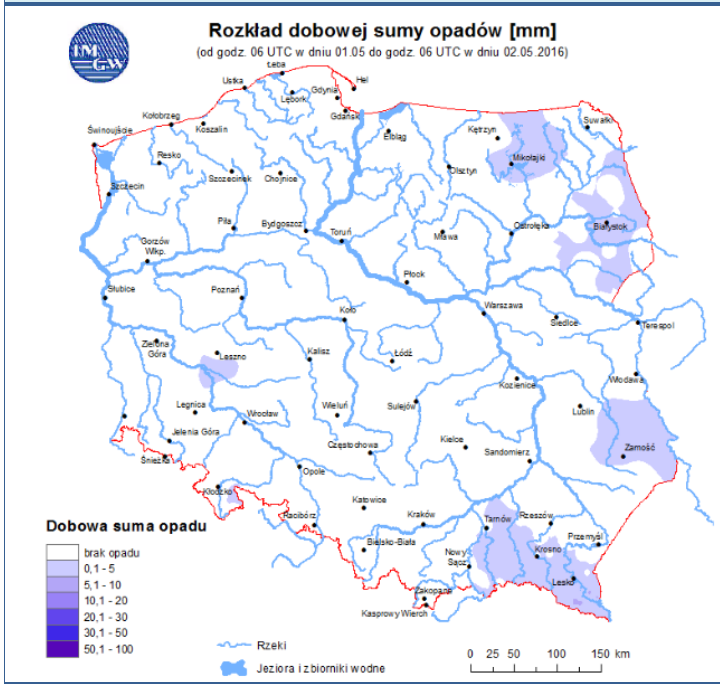 Rozkład dobowej sumy opadów [mm]
(od godz. 06 UTC w dniu 01.05 do godz. 06 UTC w dniu 02.05.2016)
IM
GW
Łeba
Hel
Ustka
Lębork
Gdynia
Gdańsk
Suwałki
Kołobrzeg
Koszalin
Elbląg
Kętrzyn
Świnoujście
Resko
Mikołajki
Szczecinek
Chojnice
Olsztyn
Szczecin
Piła
Bydgoszcz
Toruń
Mława
Ostrołęka
Białystok
Gorzów
Wlkp.
Płock
Słubice
Poznań
Koło
Warszawa
Siedlce
Terespol
Zielona
Góra
Leszno
Kalisz
Łódź
Kozienice
Włodawa
Legnica
Wrocław
Wieluń
Sulejów
Lublin
Jelenia Góra
Częstochowa
Kielce
Sandomierz
Zamość
Śnieżka
Opole
Kłodzko
Katowice
Racibórz
Kraków
Tarnów
Rzeszów
Przemyśl
Bielsko-Biała
Nowy
Sącz
Krosno
Lesko
Zakopane
Kasprowy Wierch
Dobowa suma opadu
brak opadu
0,1 - 5
5,1 - 10
10,1 - 20
20,1 - 30
30,1 - 50
50,1 - 100
Rzeki
Jeziora i zbiorniki wodne
0 25 50 100 150 km